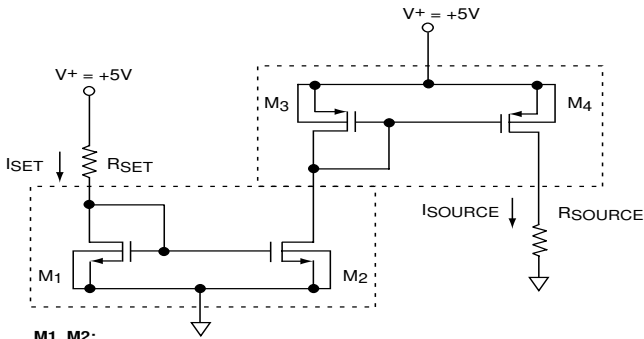 V+ = +5V
V+ = +5V
M3
M4
ISET
RSET
ISOURCE
RSOURCE
M1
M2
M1, M2: